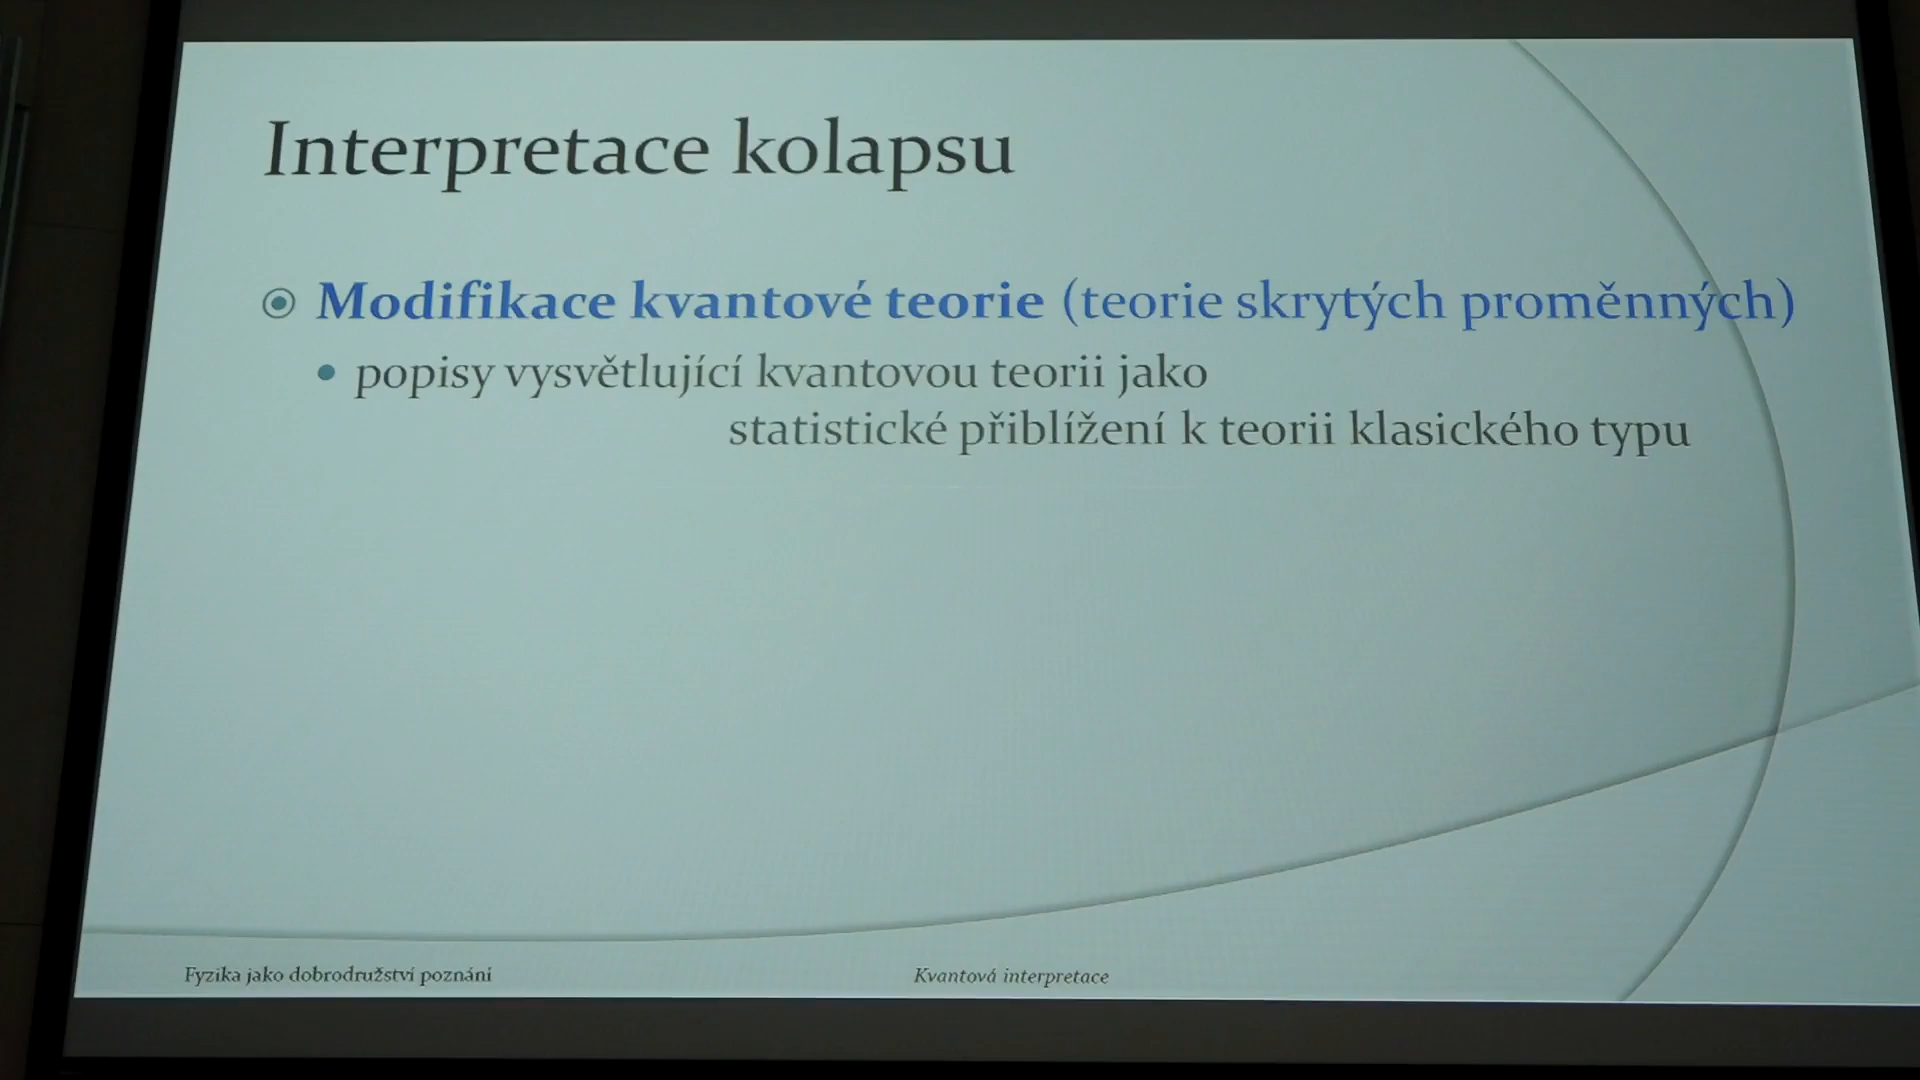 Interpretace kolapsu
Modifikace kvantové teorie (teorie skrytých proměnných)
popisy vysvětlující kvantovou teorii jako
statistické přiblížení k teorii klasického typu
Fyzika jako dobrodružství poznání
Kvantová interpretace